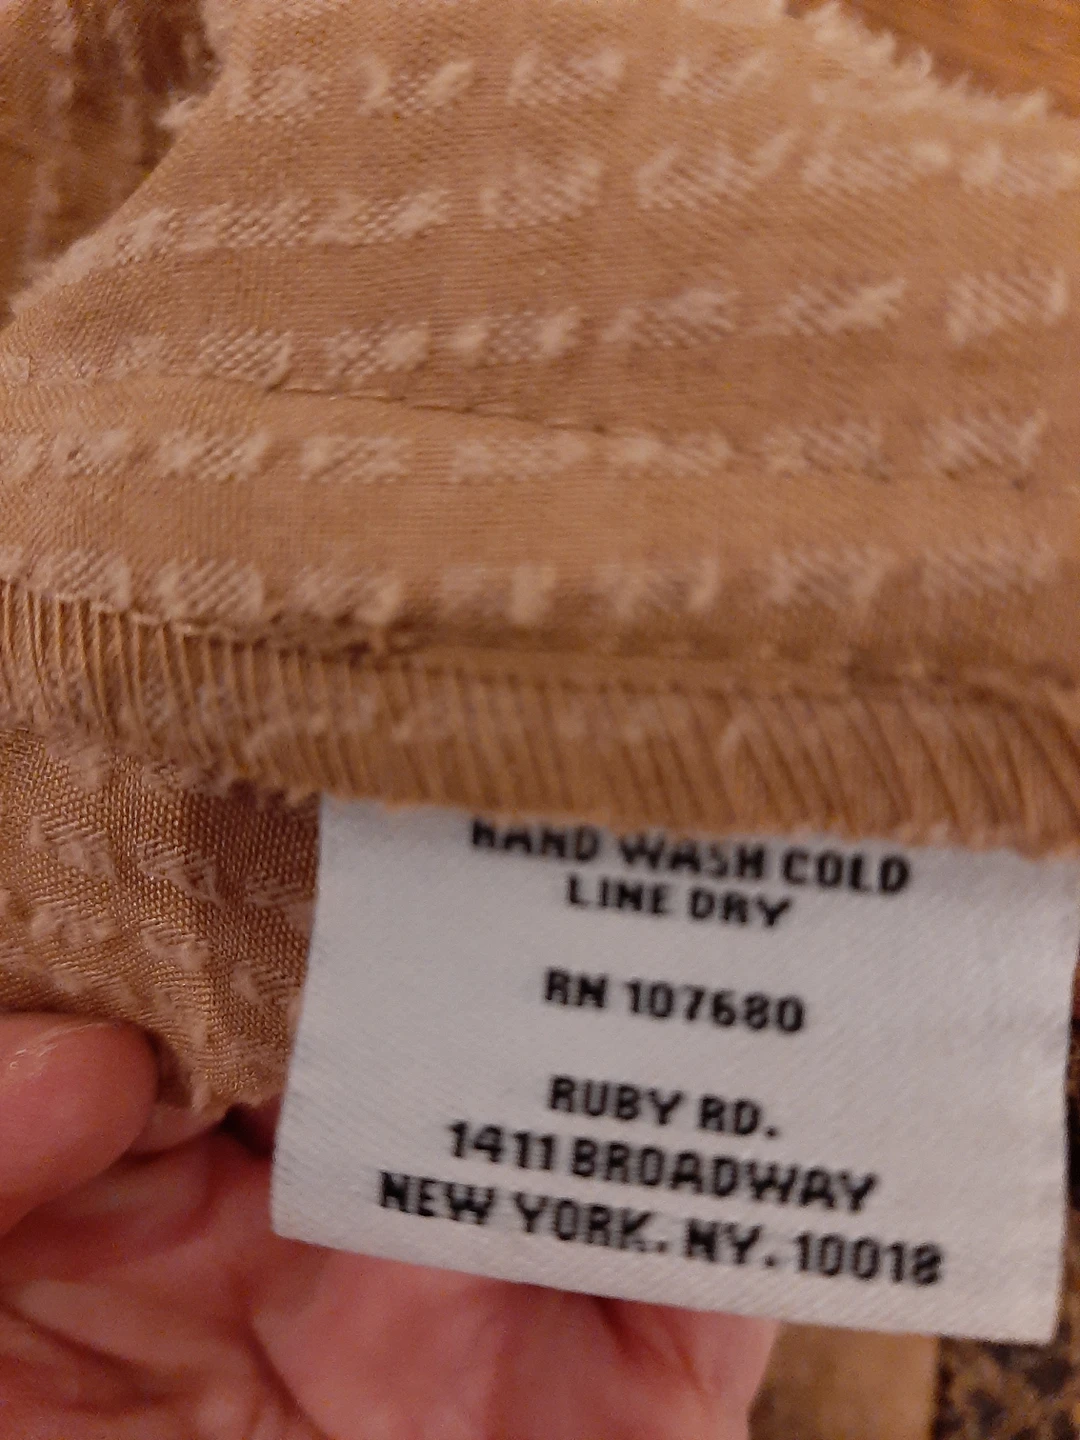 HAND WASH COLD
LINE DRY
RN 107680
RUBY RD.
1411 BROADWAY
NEW YORK. NY. 10018